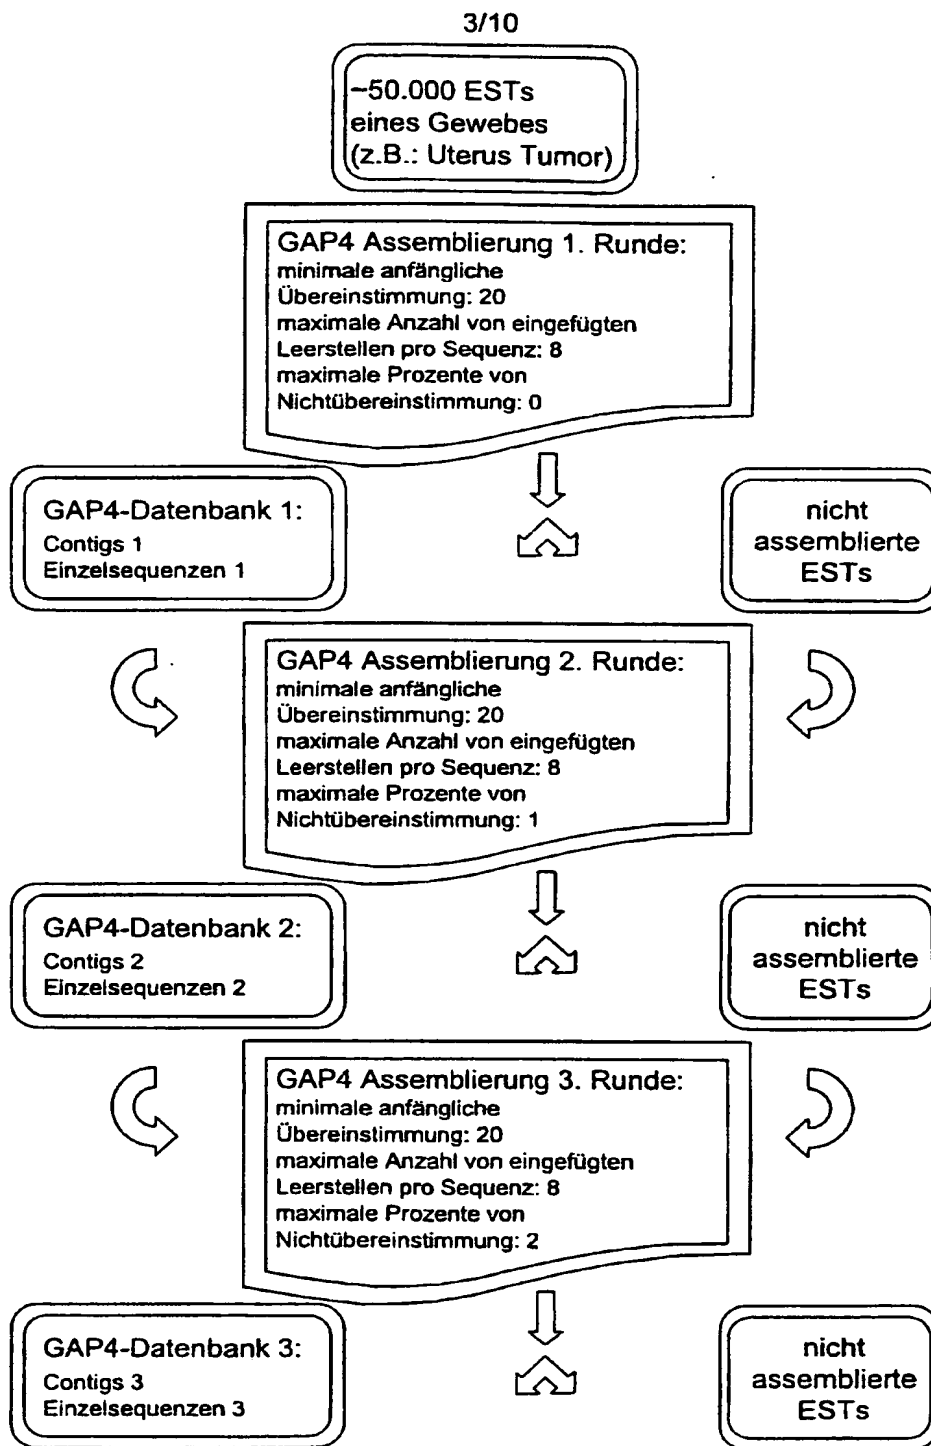 3/10
~50.000 ESTs
eines Gewebes
(z.B.: Uterus Tumor)
GAP4 Assemblierung 1. Runde:
minimale anfängliche
Übereinstimmung: 20
maximale Anzahl von eingefügten
Leerstellen pro Sequenz: 8
maximale Prozente von
Nichtübereinstimmung: 0
GAP4-Datenbank 1:
Contigs 1
Einzelsequenzen 1
nicht
assemblierte
ESTs
GAP4 Assemblierung 2. Runde:
minimale anfängliche
Übereinstimmung: 20
maximale Anzahl von eingefügten
Leerstellen pro Sequenz: 8
maximale Prozente von
Nichtübereinstimmung: 1
GAP4-Datenbank 2:
Contigs 2
Einzelsequenzen 2
nicht
assemblierte
ESTs
GAP4 Assemblierung 3. Runde:
minimale anfängliche
Übereinstimmung: 20
maximale Anzahl von eingefügten
Leerstellen pro Sequenz: 8
maximale Prozente von
Nichtübereinstimmung: 2
GAP4-Datenbank 3:
Contigs 3
Einzelsequenzen 3
nicht
assemblierte
ESTs